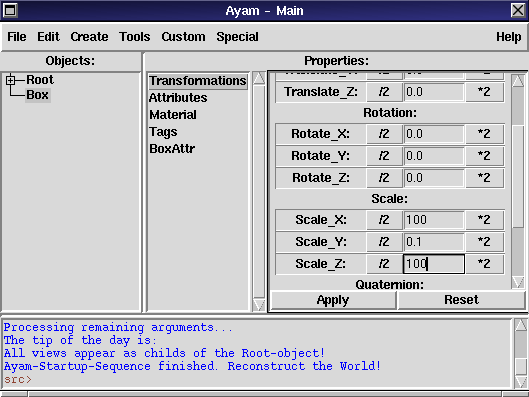 Ayam - Main
File Edit Create Tools Custom Special Help
Objects:
Root
Box
Transformations
Attributes
Material
Tags
BoxAttr
Properties:
Translate_Z: /2 0.0 *2
Rotation:
Rotate_X: /2 0.0 *2
Rotate_Y: /2 0.0 *2
Rotate_Z: /2 0.0 *2
Scale:
Scale_X: /2 100 *2
Scale_Y: /2 0.1 *2
Scale_Z: /2 100 *2
Quaternion:
Apply Reset
Processing remaining arguments...
The tip of the day is:
All views appear as childs of the Root-object!
Ayam-Startup-Sequence finished. Reconstruct the World!
src>